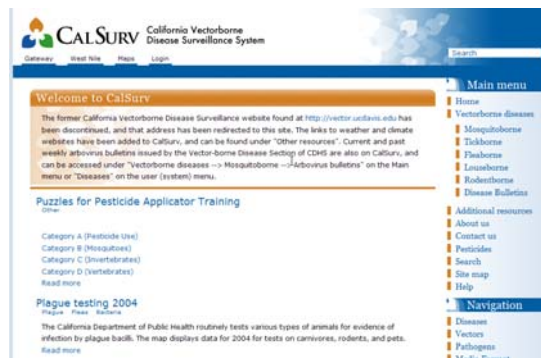 CALSURV California Vectorborne
Disease Surveillance System
Gateway West Nile Maps Login
Search
Welcome to CalSurv
The former California Vectorborne Disease Surveillance website found at http://vector.ucdavis.edu has
been discontinued, and that address has been redirected to this site. The links to weather and climate
websites have been added to CalSurv, and can be found under "Other resources". Current and past
weekly arbovirus bulletins issued by the Vector-borne Disease Section of CDHS are also on CalSurv, and
can be accessed under "Vectorborne diseases --> Mosquitoborne -->Arbovirus bulletins" on the Main
menu or "Diseases" on the user (system) menu.
Puzzles for Pesticide Applicator Training
Other
Category A (Pesticide Use)
Category B (Mosquitoes)
Category C (Invertebrates)
Category D (Vertebrates)
Read more
Plague testing 2004
Plague Fleas Bacteria
The California Department of Public Health routinely tests various types of animals for evidence of
infection by plague bacilli. The map displays data for 2004 for tests on carnivores, rodents, and pets.
Read more
Main menu
Home
Vectorborne diseases
Mosquitoborne
Tickborne
Fleaborne
Louseborne
Rodentborne
Disease Bulletins
Additional resources
About us
Contact us
Pesticides
Search
Site map
Help
Navigation
Diseases
Vectors
Pathogens